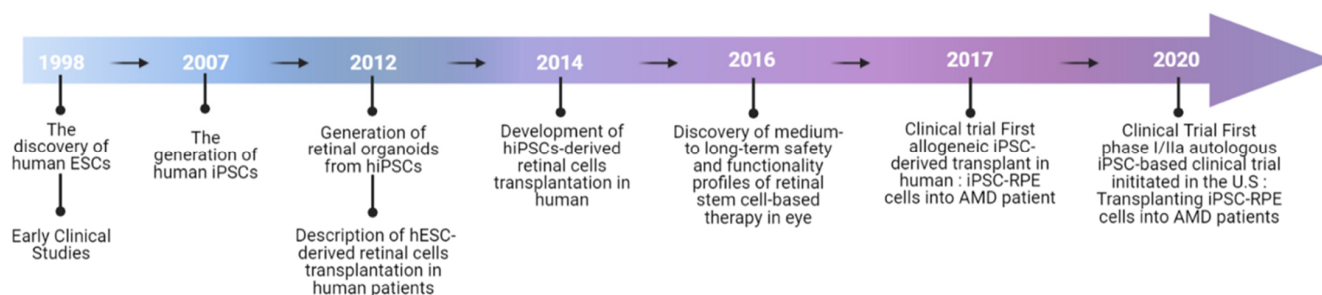 1998
2007
2012
2014
2016
2017
2020
The
discovery of
human ESCs
Early Clinical
Studies
The
generation of
human iPSCs
Generation of
retinal organoids
from hiPSCs
Description of hESC-
derived retinal cells
transplantation in
human patients
Development of
hiPSCs-derived
retinal cells
transplantation in
human
Discovery of medium-
to long-term safety
and functionality
profiles of retinal
stem cell-based
therapy in eye
Clinical trial First
allogeneic iPSC-
derived transplant in
human : iPSC-RPE
cells into AMD patient
Clinical Trial First
phase I/IIa autologous
iPSC-based clinical trial
inititated in the U.S :
Transplanting iPSC-RPE
cells into AMD patients